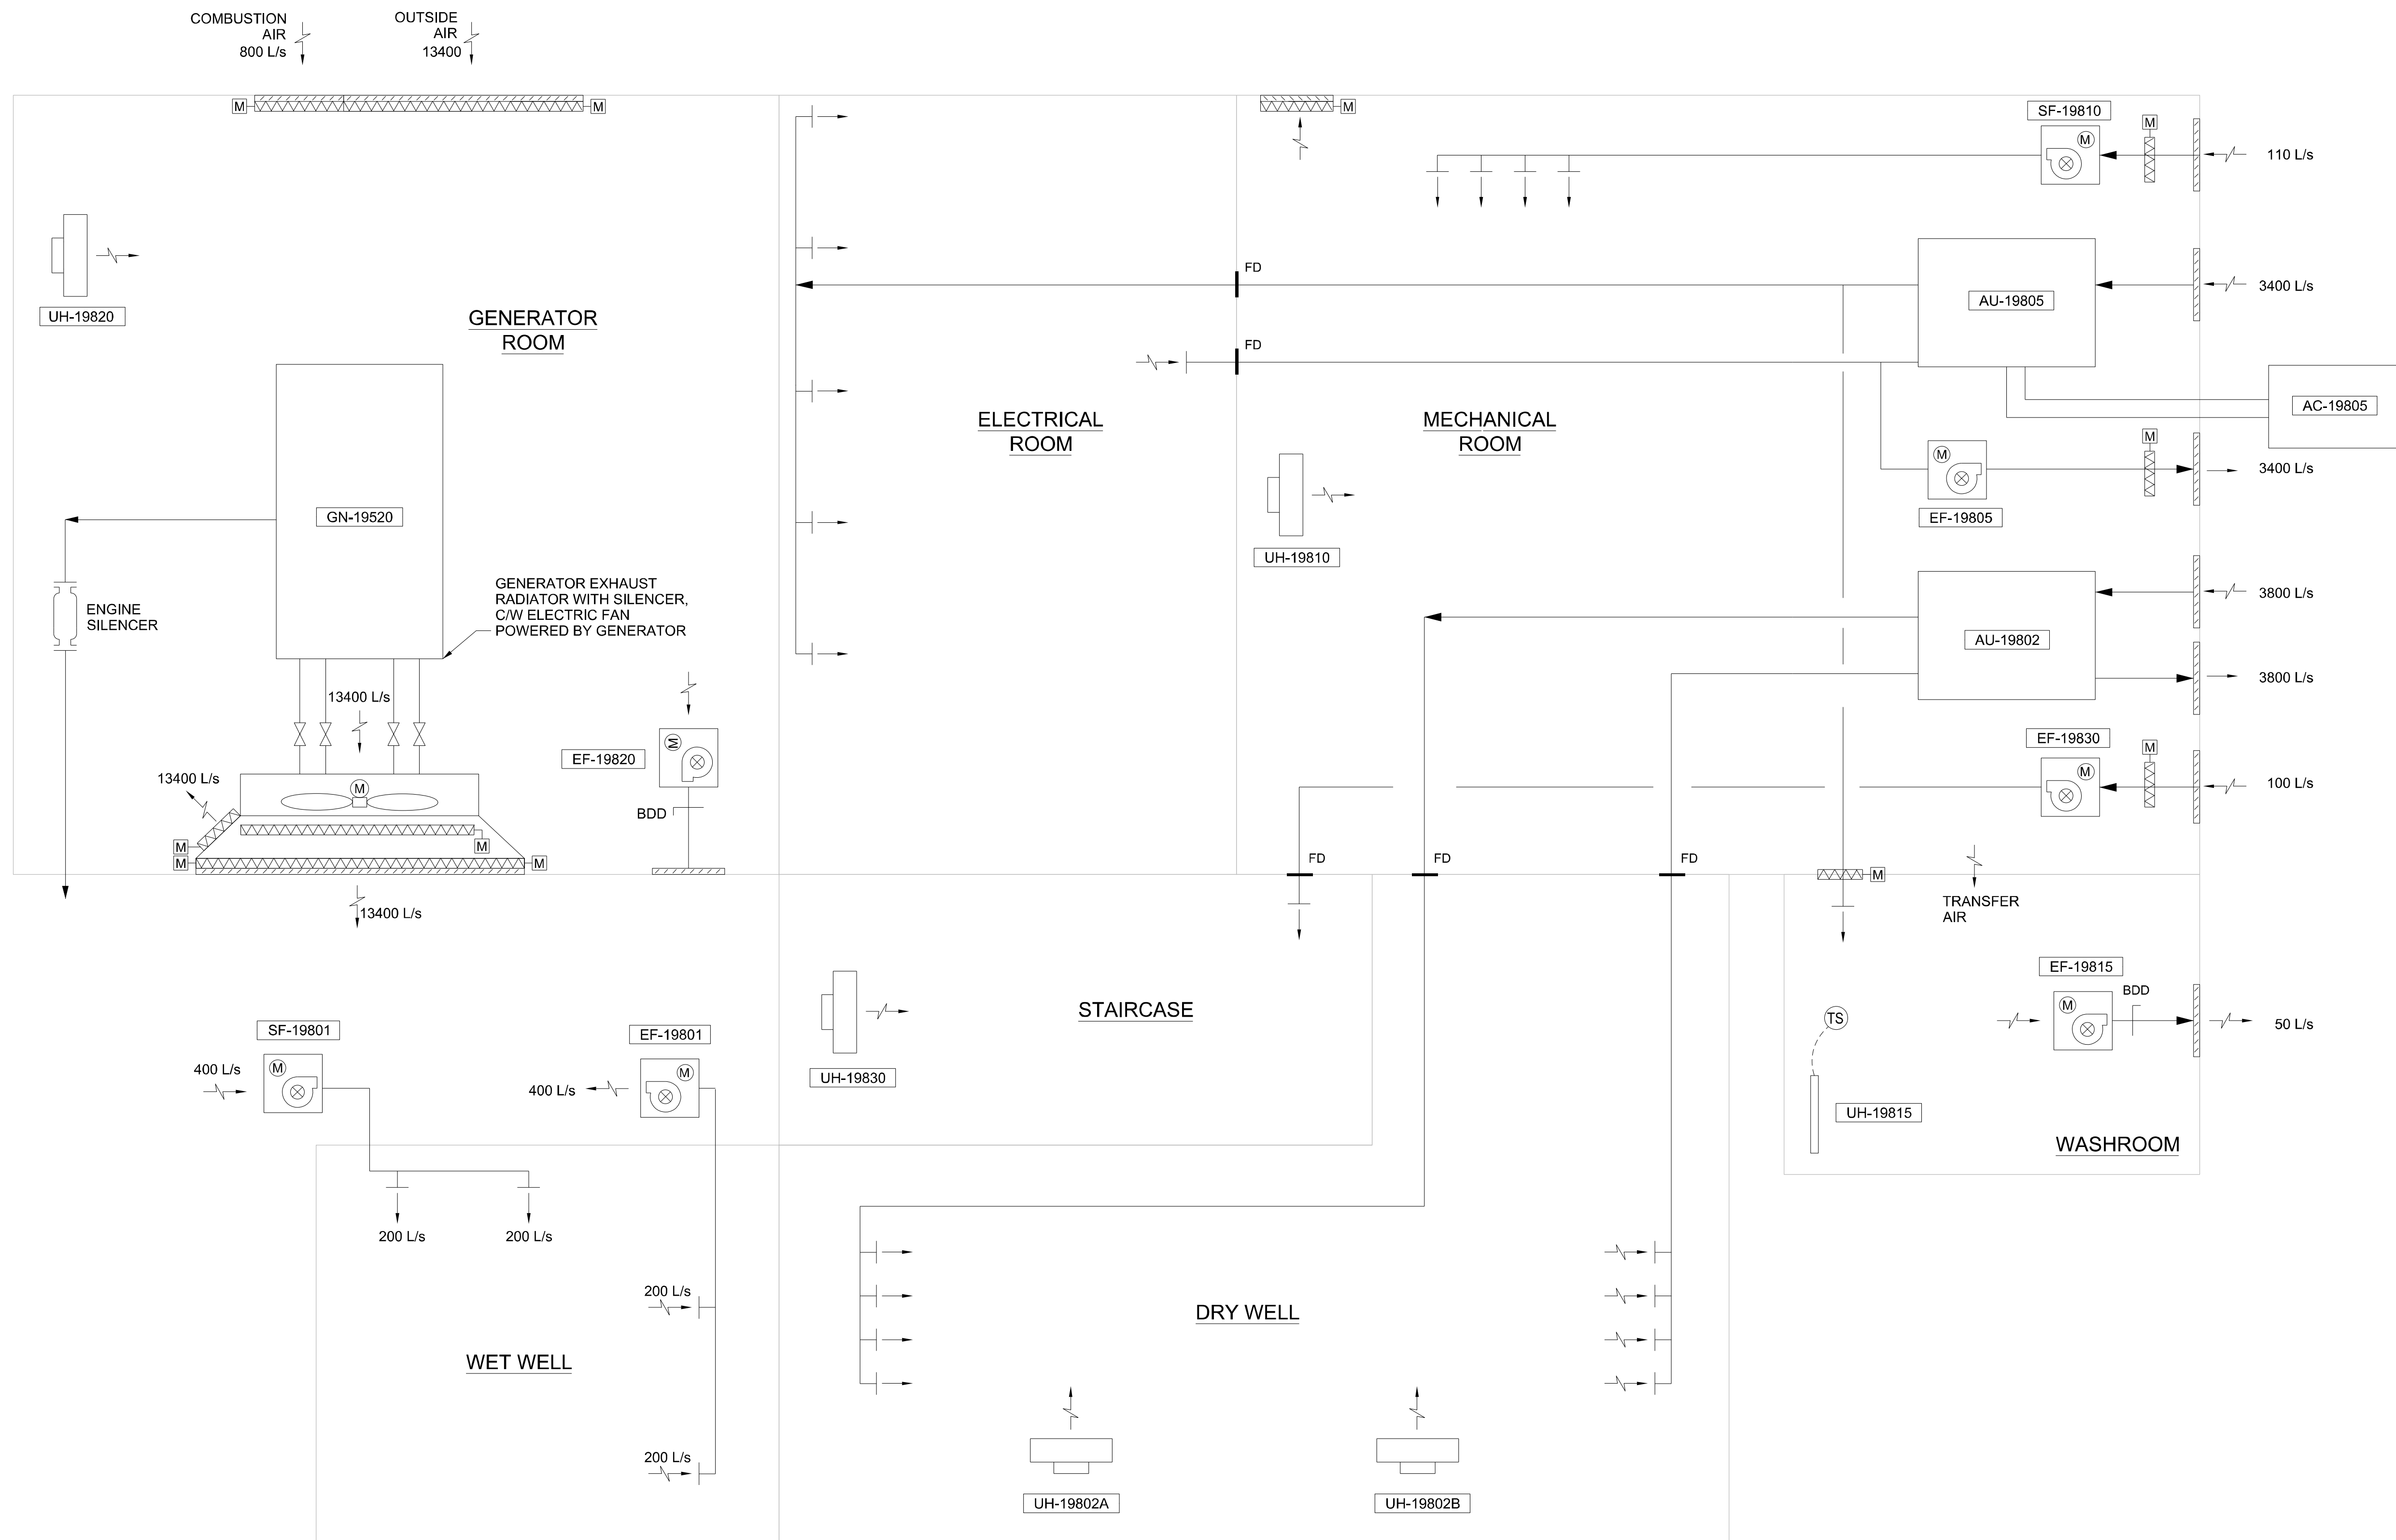 COMBUSTION
AIR
800 L/s
OUTSIDE
AIR
13400
M
M
M
SF-19810
M
M
110 L/s
UH-19820
GENERATOR
ROOM
FD
AU-19805
3400 L/s
FD
AC-19805
ELECTRICAL
ROOM
MECHANICAL
ROOM
M
M
3400 L/s
EF-19805
GN-19520
UH-19810
ENGINE
SILENCER
GENERATOR EXHAUST
RADIATOR WITH SILENCER,
C/W ELECTRIC FAN
POWERED BY GENERATOR
3800 L/s
AU-19802
3800 L/s
13400 L/s
M
EF-19820
BDD
EF-19830
M
M
100 L/s
13400 L/s
M
M
M
M
M
13400 L/s
FD
FD
FD
M
TRANSFER
AIR
EF-19815
M
BDD
50 L/s
TS
UH-19815
WASHROOM
STAIRCASE
UH-19830
SF-19801
M
400 L/s
EF-19801
M
400 L/s
200 L/s
200 L/s
200 L/s
200 L/s
WET WELL
DRY WELL
UH-19802A
UH-19802B